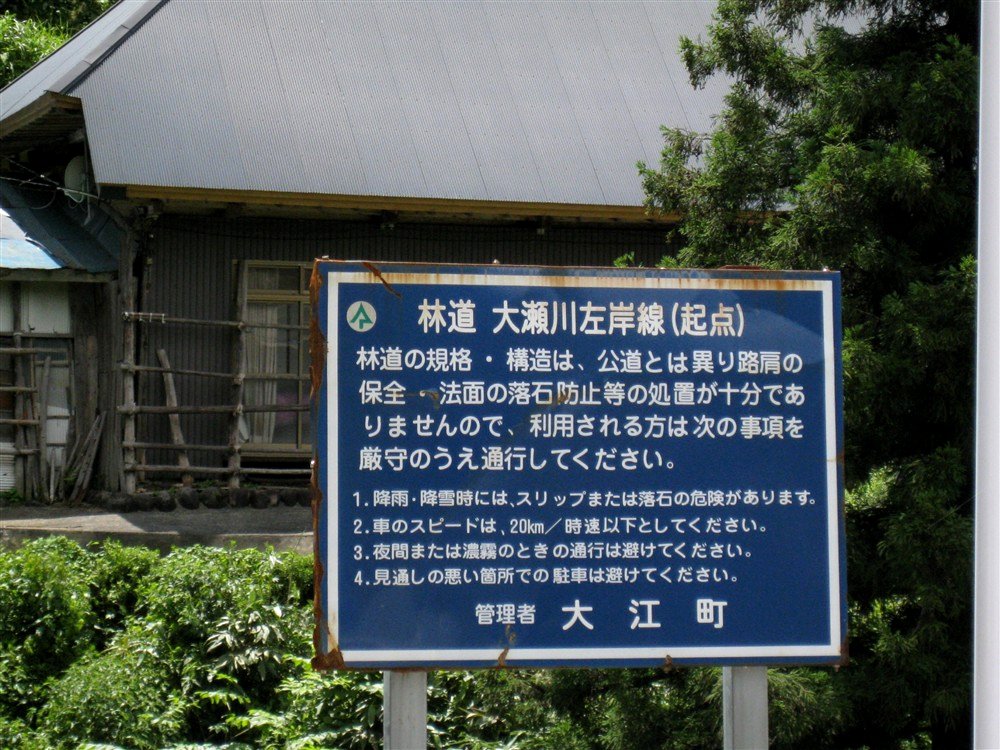 林道 大瀬川左岸線(起点)
林道の規格・構造は、公道とは異り路肩の
保全・法面の落石防止等の処置が十分であ
りませんので、利用される方は次の事項を
厳守のうえ通行してください。
1.降雨・降雪時には、スリップまたは落石の危険があります。
2.車のスピードは、20km/時速以下としてください。
3.夜間または濃霧のときの通行は避けてください。
4.見通しの悪い箇所での駐車は避けてください。
管理者 大江町